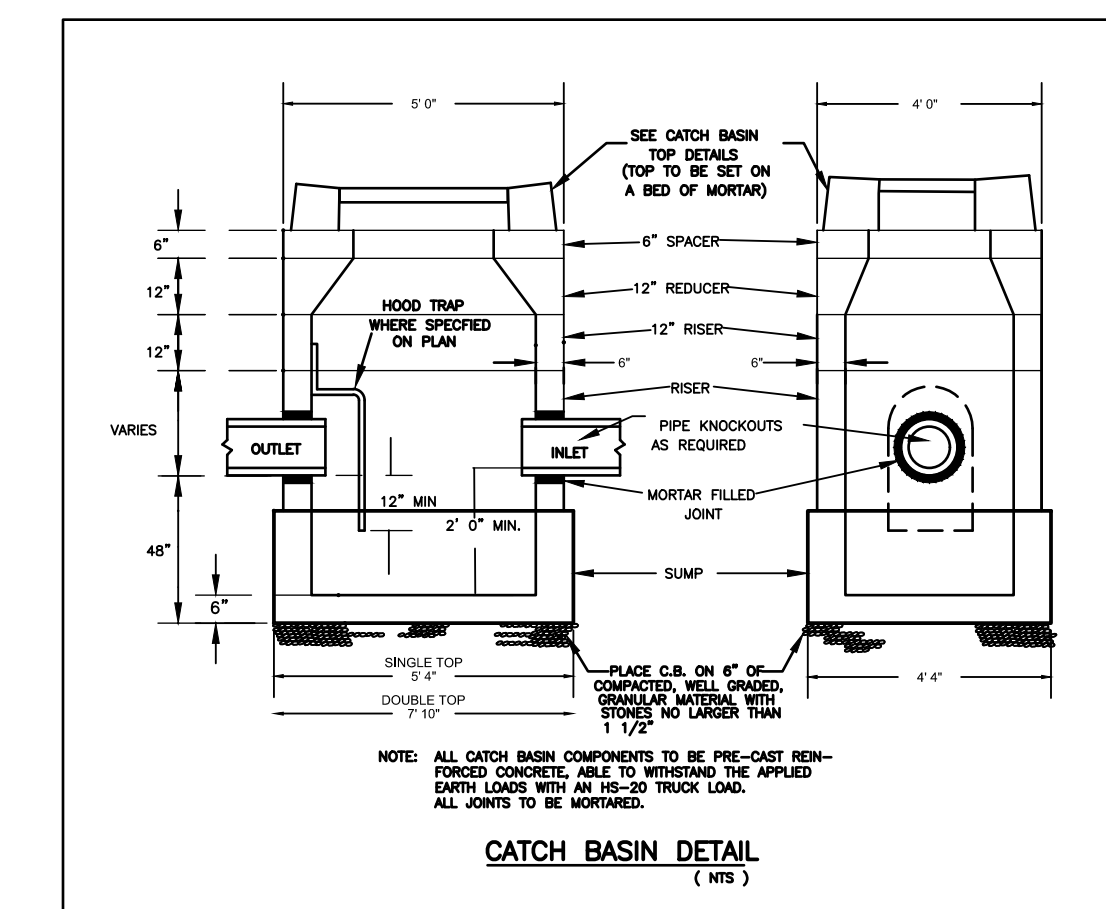 5' 0"
4' 0"
SEE CATCH BASIN
TOP DETAILS
(TOP TO BE SET ON
A BED OF MORTAR)
6”
6” SPACER
12”
12” REDUCER
HOOD TRAP
WHERE SPECFIED
ON PLAN
12”
12” RISER
6"
6"
RISER
VARIES
PIPE KNOCKOUTS
AS REQUIRED
OUTLET
INLET
MORTAR FILLED
JOINT
12” MIN
2’ 0” MIN.
48”
SUMP
6”
SINGLE TOP
5' 4"
DOUBLE TOP
7' 10"
PLACE C.B. ON 6” OF
COMPACTED, WELL GRADED,
GRANULAR MATERIAL WITH
STONES NO LARGER THAN
1 1/2”
4' 4"
NOTE: ALL CATCH BASIN COMPONENTS TO BE PRE–CAST REIN–
FORCED CONCRETE, ABLE TO WITHSTAND THE APPLIED
EARTH LOADS WITH AN HS–20 TRUCK LOAD.
ALL JOINTS TO BE MORTARED.
CATCH BASIN DETAIL
( NTS )